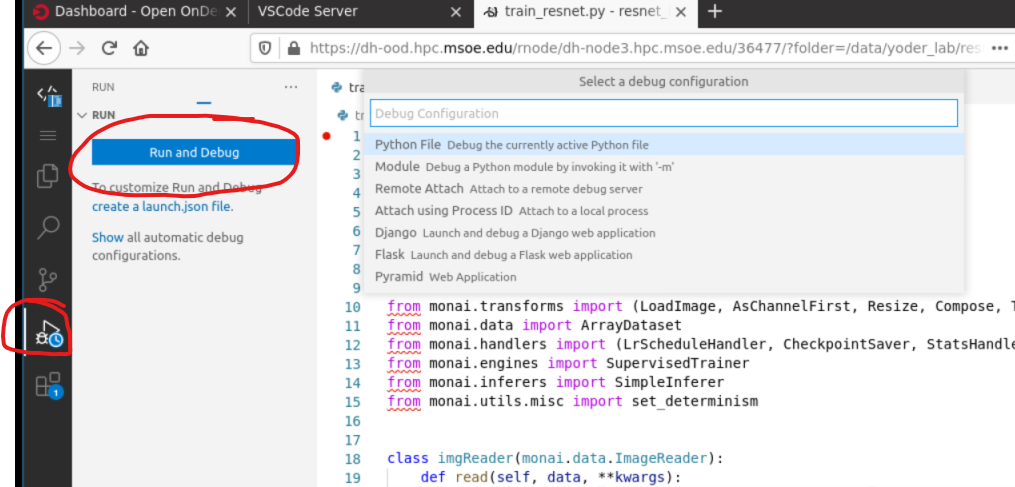 Dashboard - Open OnDe
VSCode Server
train_resnet.py - resnet_
https://dh-ood.hpc.msoe.edu/rnode/dh-node3.hpc.msoe.edu/36477/?folder=/data/yoder_lab/res
RUN
RUN
Run and Debug
To customize Run and Debug
create a launch.json file.
Show all automatic debug
configurations.
1
tra
tr
Select a debug configuration
Debug Configuration
Python File Debug the currently active Python file
Module Debug a Python module by invoking it with '-m'
Remote Attach Attach to a remote debug server
Attach using Process ID Attach to a local process
Django Launch and debug a Django web application
Flask Launch and debug a Flask web application
Pyramid Web Application
1
2
3
4
5
6
7
8
9
10 from monai.transforms import (LoadImage, AsChannelFirst, Resize, Compose, T
11 from monai.data import ArrayDataset
12 from monai.handlers import (LrScheduleHandler, CheckpointSaver, StatsHandle
13 from monai.engines import SupervisedTrainer
14 from monai.inferers import SimpleInferer
15 from monai.utils.misc import set_determinism
16
17
18 class imgReader(monai.data.ImageReader):
19 def read(self, data, **kwargs):